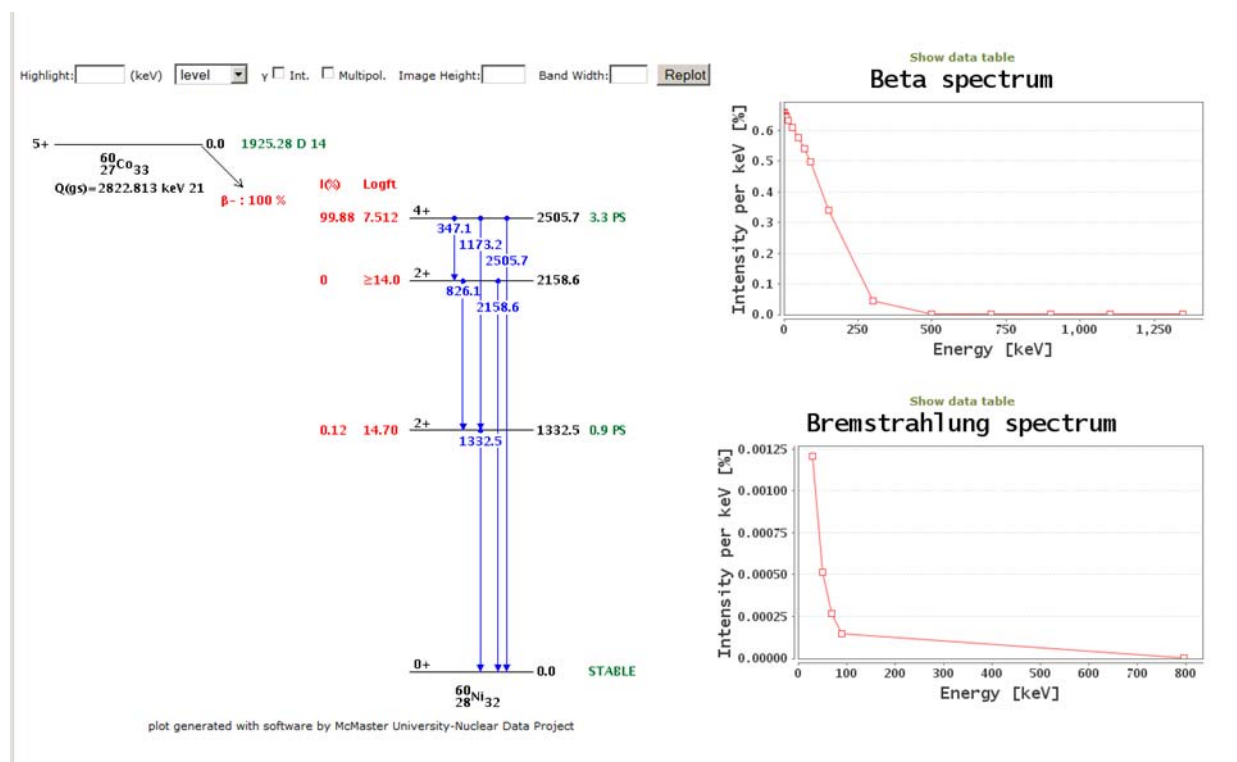 Highlight: (keV) level γ Int. Multipol. Image Height: Band Width: Replot
5+ 0.0 1925.28 D 14
60
27Co33
Q(gs)=2822.813 keV 21
β- : 100 %
I(%) Logft
99.88 7.512 4+ 2505.7 3.3 PS
347.1
1173.2
2505.7
0 ≥14.0 2+ 2158.6
826.1
2158.6
0.12 14.70 2+ 1332.5 0.9 PS
1332.5
0+ 0.0 STABLE
60
28Ni32
plot generated with software by McMaster University-Nuclear Data Project
Show data table
Beta spectrum
Intensity per keV [%]
0.6
0.5
0.4
0.3
0.2
0.1
0.0
0 250 500 750 1,000 1,250
Energy [keV]
Show data table
Bremstrahlung spectrum
Intensity per keV [%]
0.00125
0.00100
0.00075
0.00050
0.00025
0.00000
0 100 200 300 400 500 600 700 800
Energy [keV]